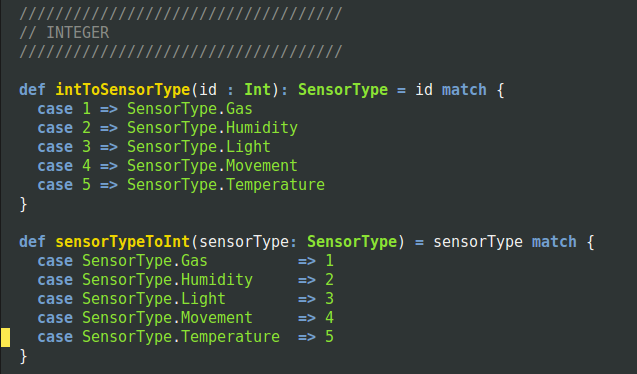 ////////////////////////////////////
// INTEGER
////////////////////////////////////
def intToSensorType(id : Int): SensorType = id match {
  case 1 => SensorType.Gas
  case 2 => SensorType.Humidity
  case 3 => SensorType.Light
  case 4 => SensorType.Movement
  case 5 => SensorType.Temperature
}
def sensorTypeToInt(sensorType: SensorType) = sensorType match {
  case SensorType.Gas          => 1
  case SensorType.Humidity     => 2
  case SensorType.Light        => 3
  case SensorType.Movement     => 4
  case SensorType.Temperature  => 5
}